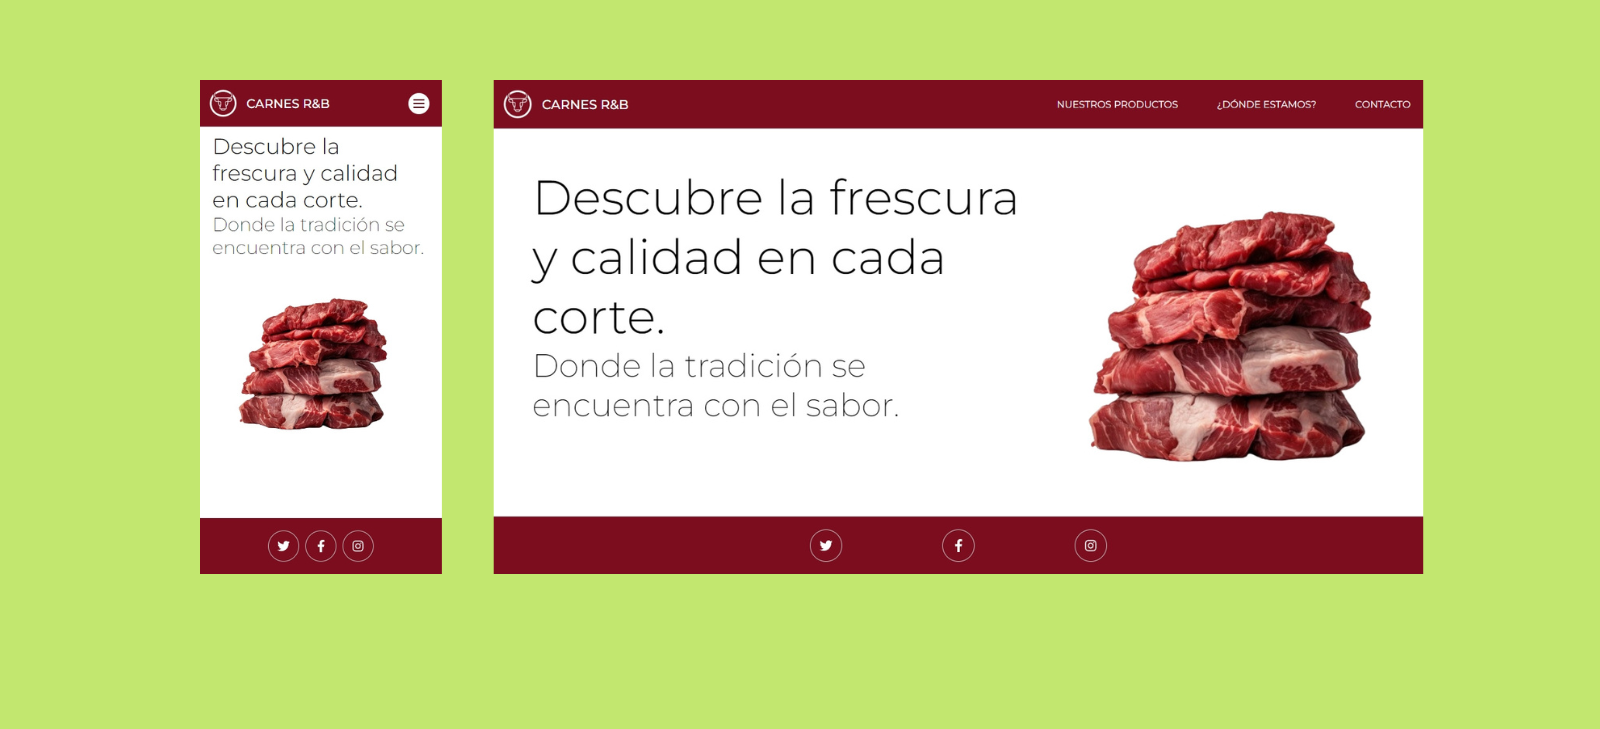 CARNES R&B
Descubre la
frescura y calidad
en cada corte.
Donde la tradición se
encuentra con el sabor.
CARNES R&B
NUESTROS PRODUCTOS
¿DÓNDE ESTAMOS?
CONTACTO
Descubre la frescura
y calidad en cada
corte.
Donde la tradición se
encuentra con el sabor.